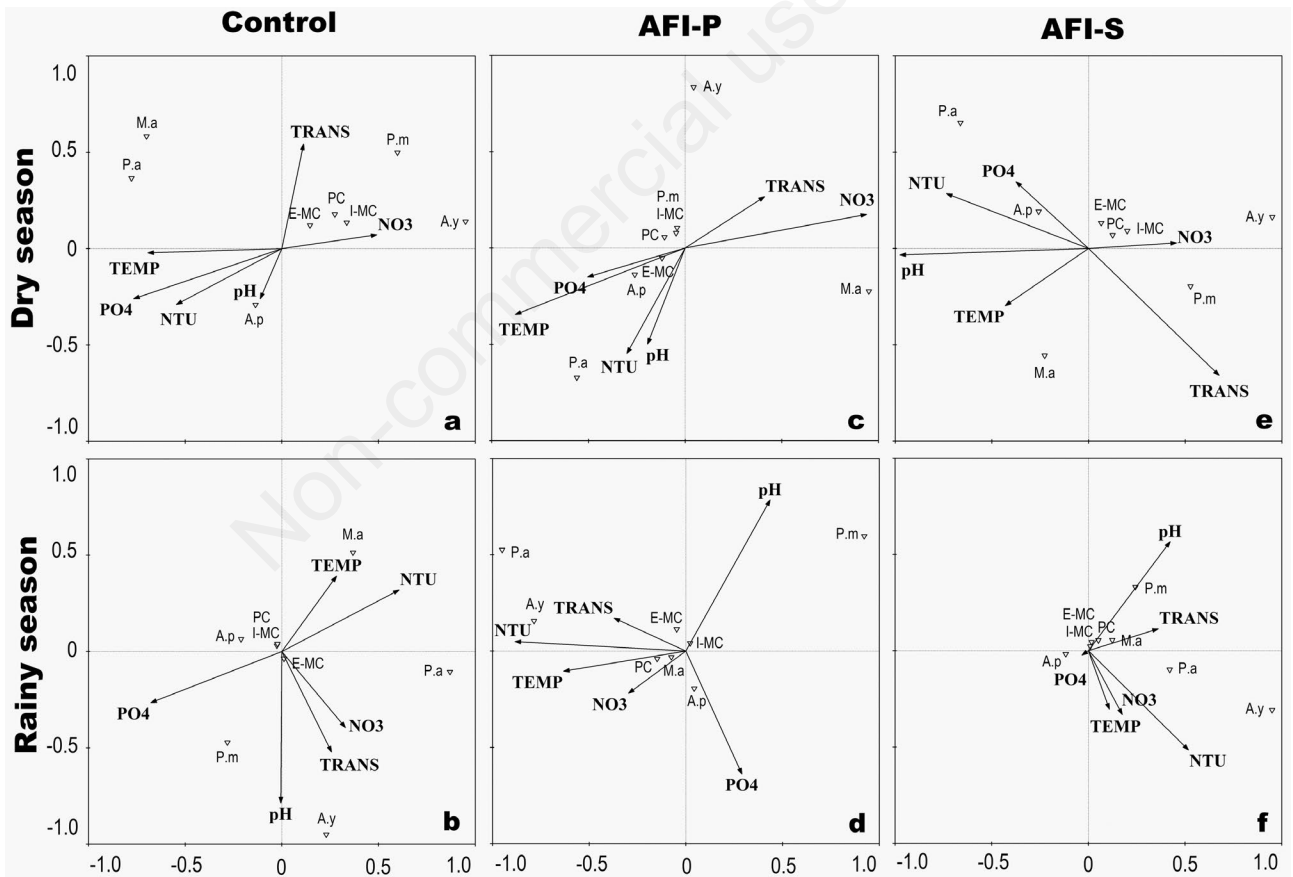 Control
AFI-P
AFI-S
Non-commercial use
Dry season
1.0
0.5
0
-0.5
-1.0
M.a
P.a
TRANS
P.m
PC
E-MC
I-MC
NO3
A.y
TEMP
PO4
NTU
pH
A.p
a
A.y
P.m
I-MC
PC
TRANS
NO3
E-MC
PO4
A.p
TEMP
NTU
pH
P.a
M.a
c
P.a
NTU
PO4
A.p
E-MC
PC
I-MC
NO3
A.y
pH
TEMP
P.m
M.a
TRANS
e
Rainy season
1.0
0.5
0
-0.5
-1.0
M.a
TEMP
NTU
PC
I-MC
A.p
E-MC
P.a
PO4
NO3
P.m
TRANS
pH
A.y
b
pH
P.m
P.a
A.y
TRANS
E-MC
NTU
I-MC
PC
M.a
TEMP
NO3
A.p
PO4
d
pH
P.m
E-MC
TRANS
I-MC
PC
M.a
A.p
PO4
P.a
NO3
TEMP
A.y
NTU
f
-1.0 -0.5 0 0.5 1.0
-1.0 -0.5 0 0.5 1.0
-1.0 -0.5 0 0.5 1.0